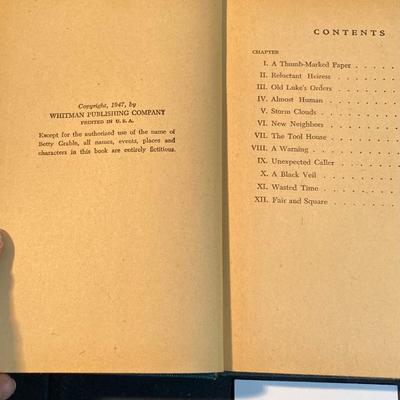 Copyright, 1947, by
WHITMAN PUBLISHING COMPANY
PRINTED IN U. S. A.
Except for the authorized use of the name of
Betty Grable, all names, events, places and
characters in this book are entirely fictitious.
CONTENTS
CHAPTER
I. A Thumb-Marked Paper . . . . .
II. Reluctant Heiress . . . . . . .
III. Old Luke's Orders . . . . . . .
IV. Almost Human . . . . . . .
V. Storm Clouds . . . . . . . .
VI. New Neighbors . . . . . . .
VII. The Tool House . . . . . . .
VIII. A Warning . . . . . . . . .
IX. Unexpected Caller . . . . . . .
X. A Black Veil . . . . . . . .
XI. Wasted Time . . . . . . . .
XII. Fair and Square . . . . . . .